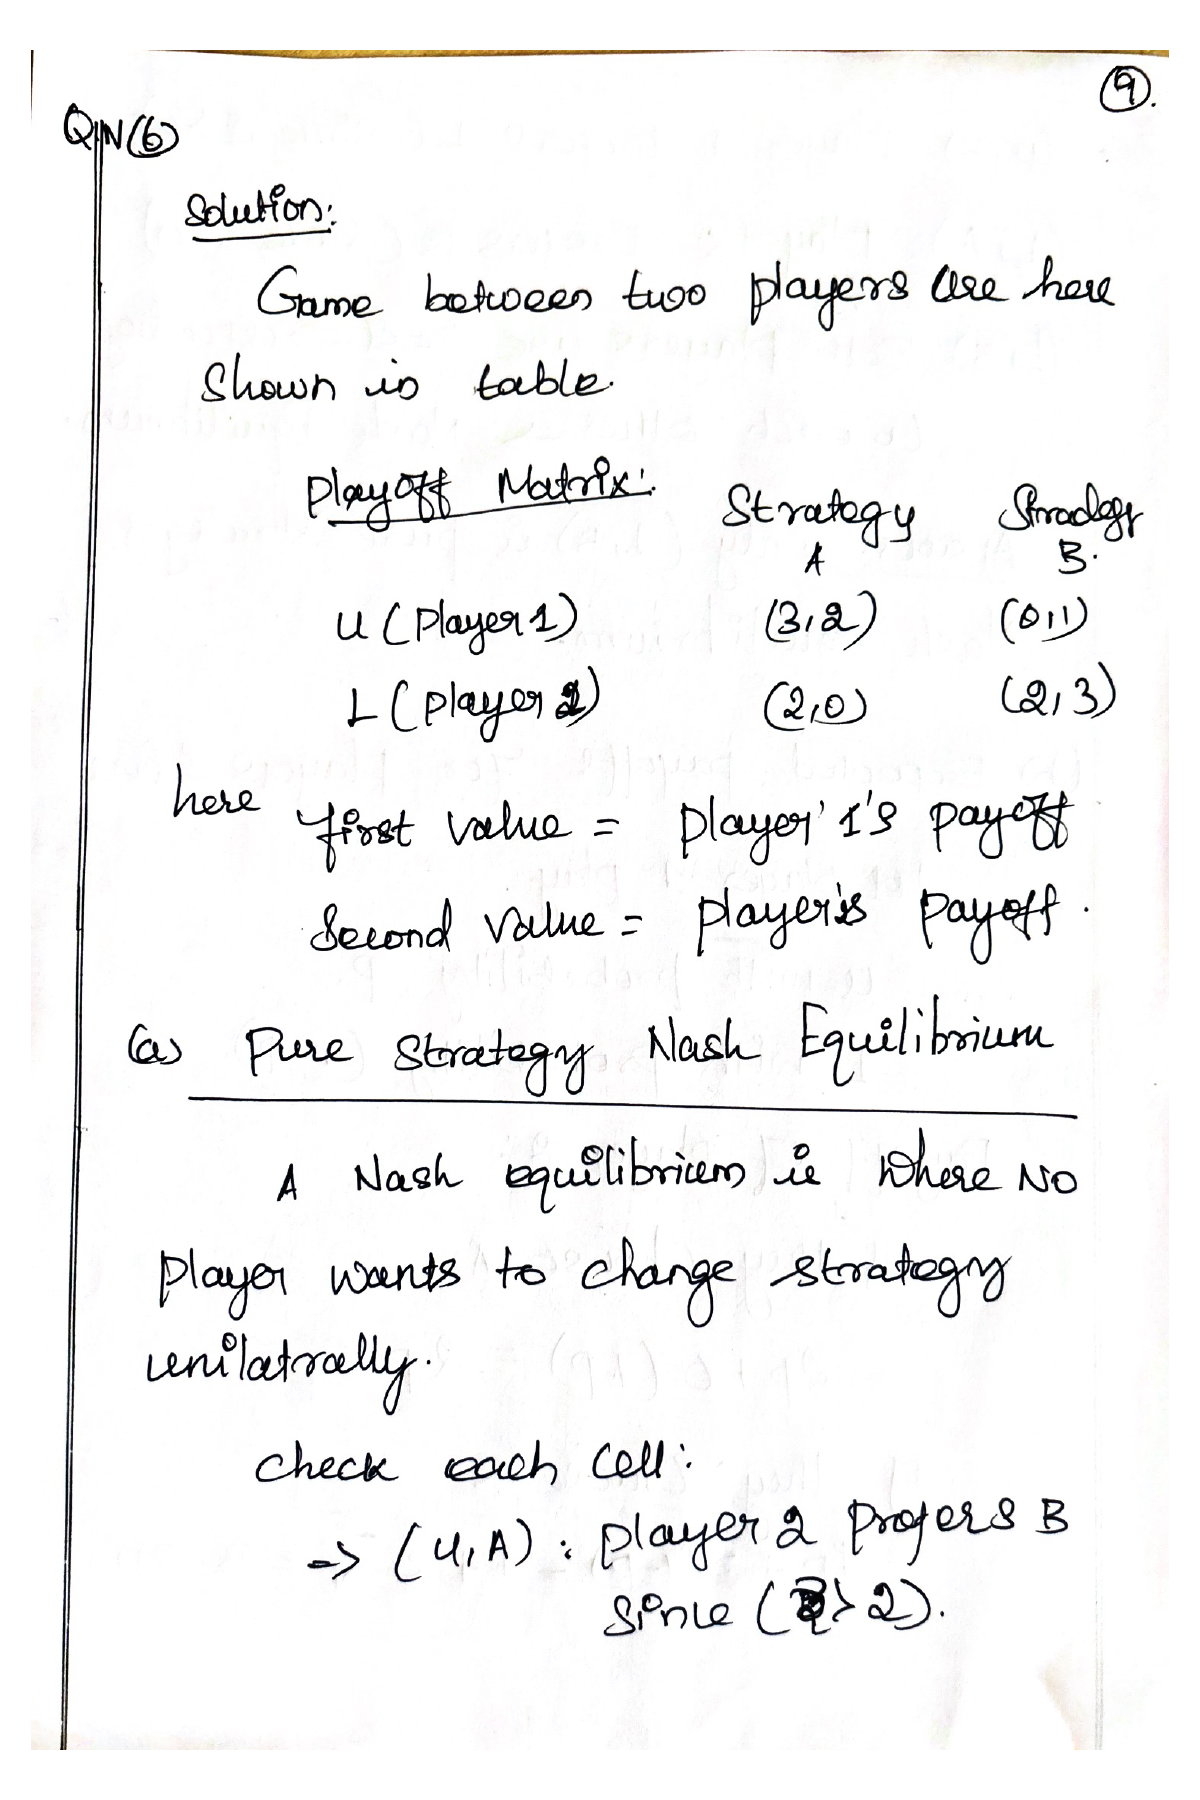 9.
QN(6)
Solution:
Game between two players are here
Shown in table.
Playoff Matrix:
Strategy A
Strategy B.
U (Player 1) (3,2) (0,1)
L (Player 2) (2,0) (2,3)
here first value = player' 1's payoff
Second Value = player's payoff.
(a) Pure Strategy Nash Equilibrium
A Nash equilibrium is where NO
player wants to change strategy
unilatrally.
check each cell:
=> (U,A) : player 2 prefers B
since ( > 2).